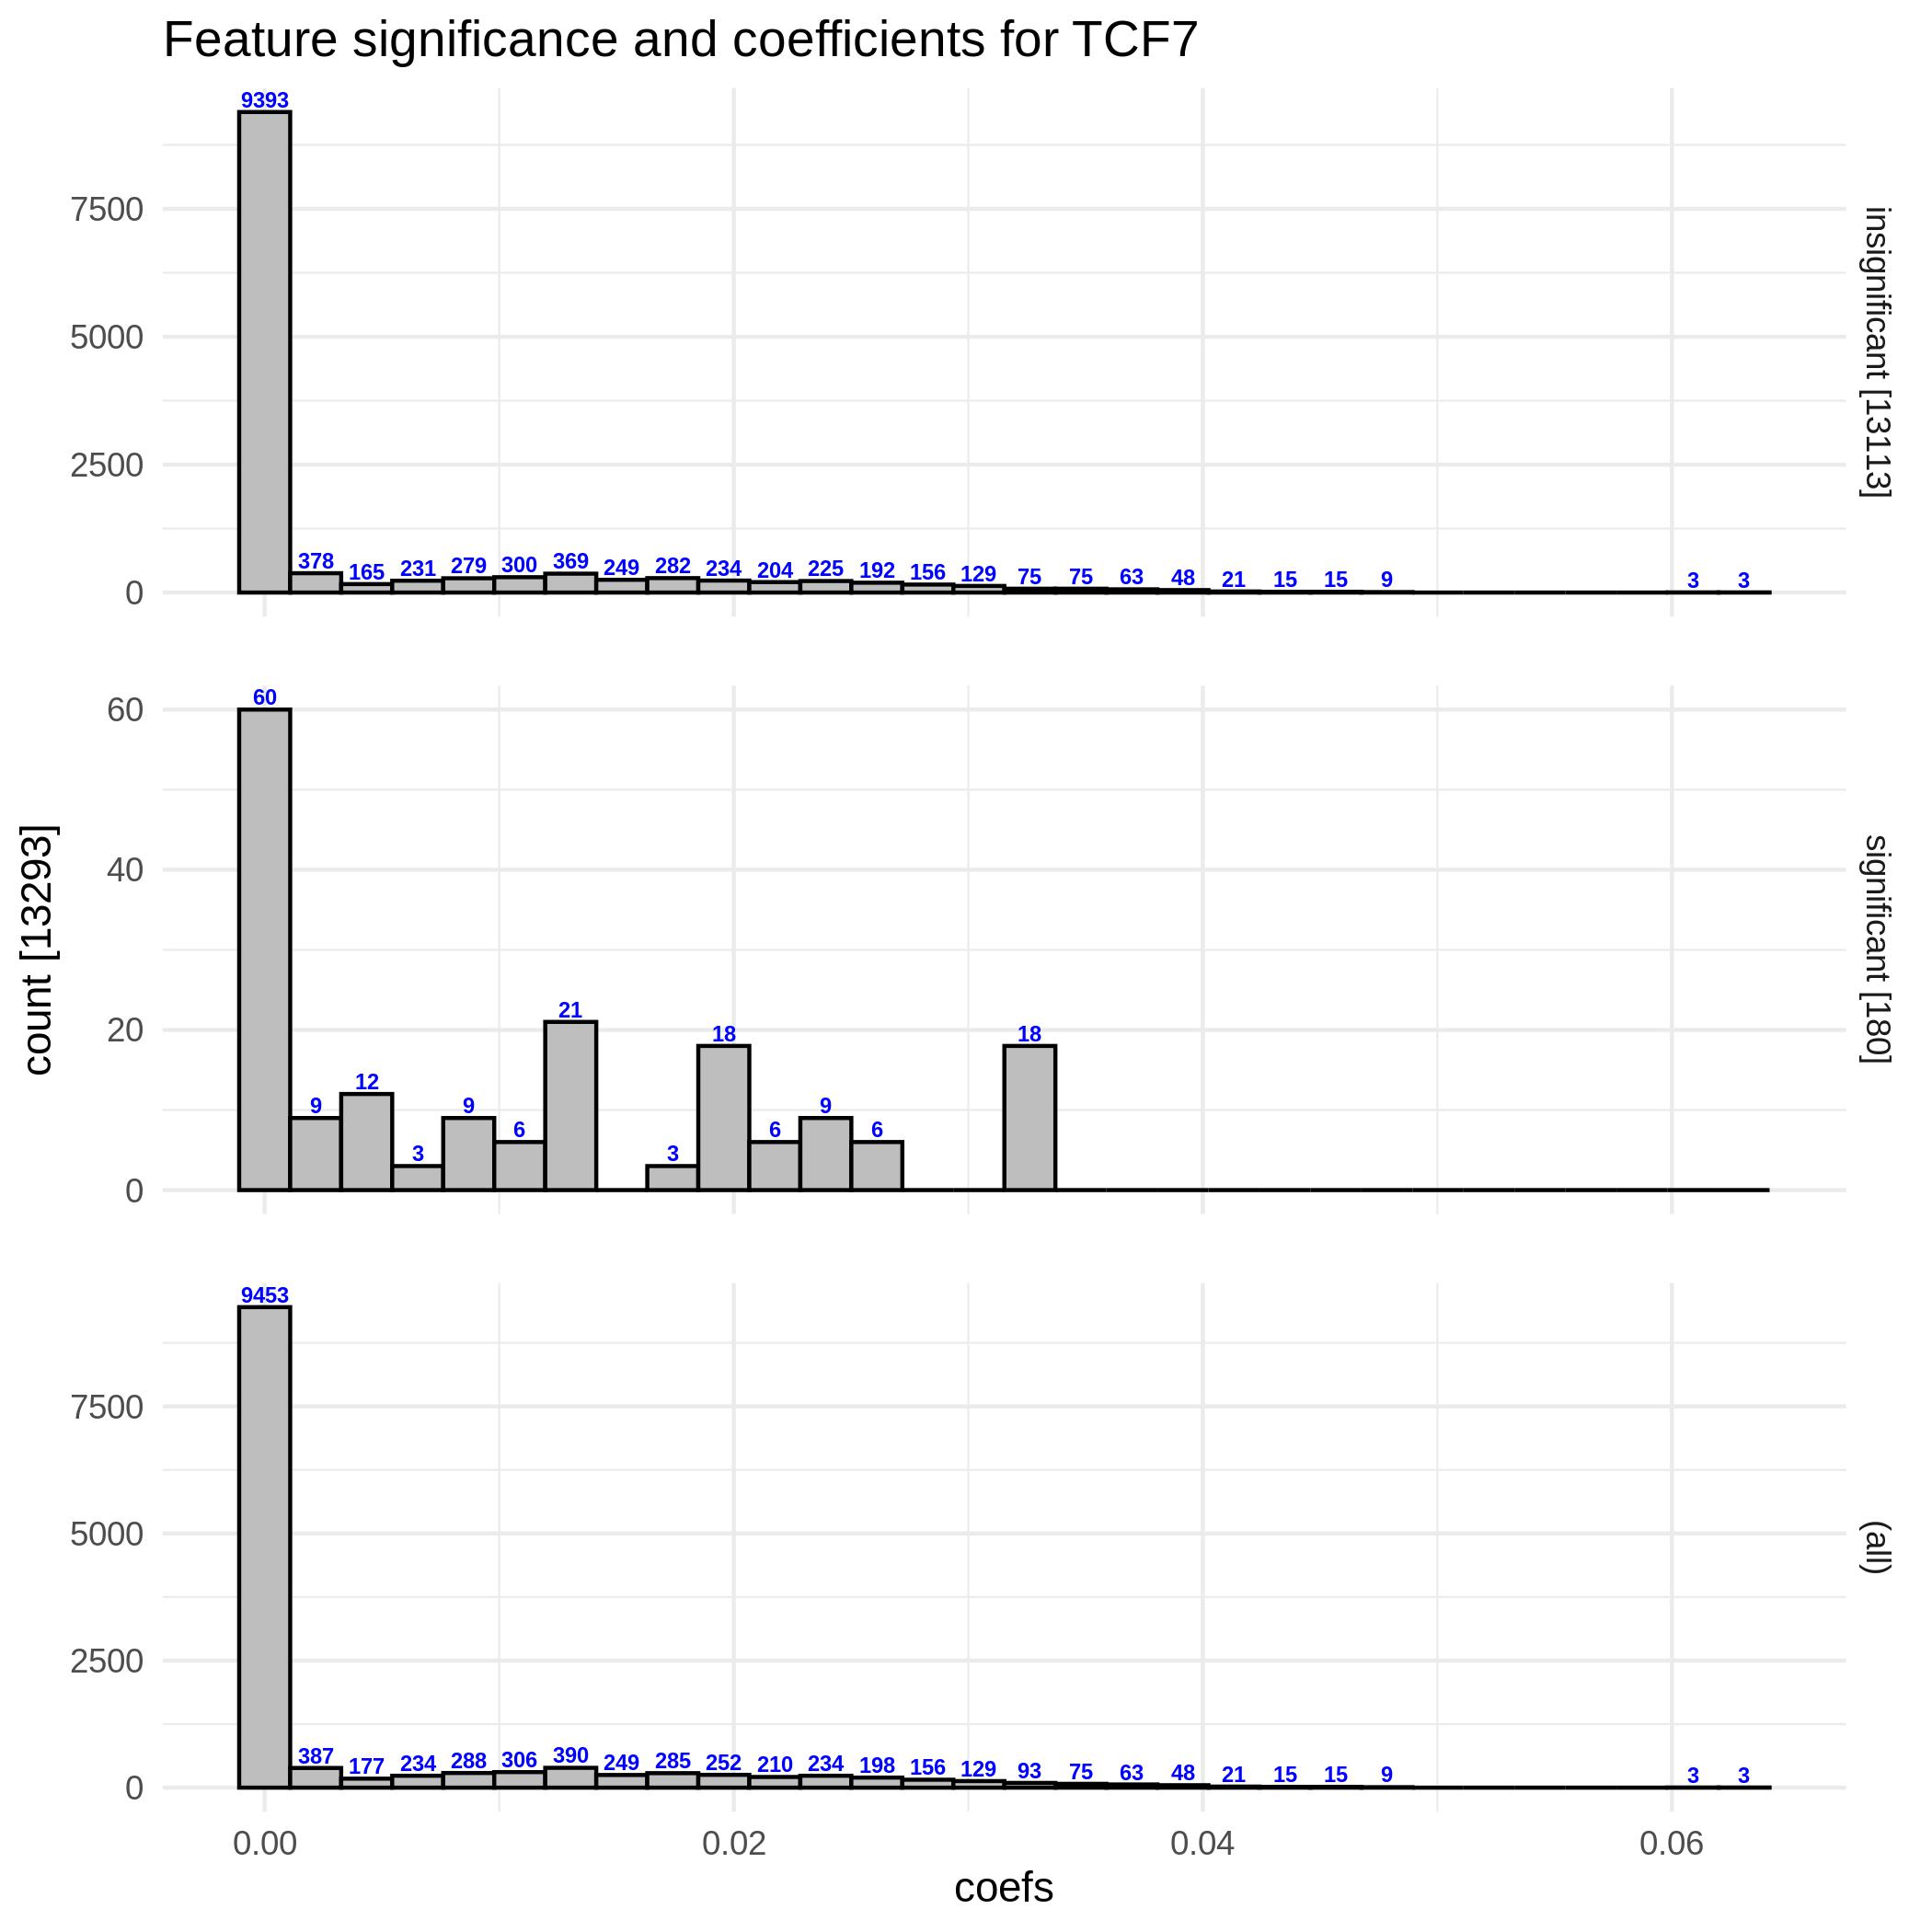 Feature significance and coefficients for TCF7
9393
378 165 231 279 300 369 249 282 234 204 225 192 156 129 75 75 63 48 21 15 15 9 3 3
7500
5000
2500
0
insignificant [13113]
count [13293]
60
9 12 3 9 6 21 3 18 6 9 6 18
60
40
20
0
significant [180]
9453
387 177 234 288 306 390 249 285 252 210 234 198 156 129 93 75 63 48 21 15 15 9 3 3
7500
5000
2500
0
(all)
0.00 0.02 0.04 0.06
coefs